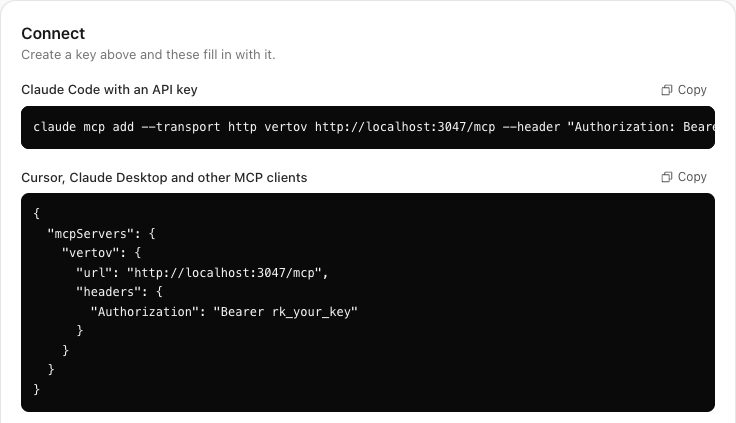 Connect
Create a key above and these fill in with it.
Claude Code with an API key
Copy
claude mcp add --transport http vertov http://localhost:3047/mcp --header "Authorization: Beare
Cursor, Claude Desktop and other MCP clients
Copy
{
  "mcpServers": {
    "vertov": {
      "url": "http://localhost:3047/mcp",
      "headers": {
        "Authorization": "Bearer rk_your_key"
      }
    }
  }
}